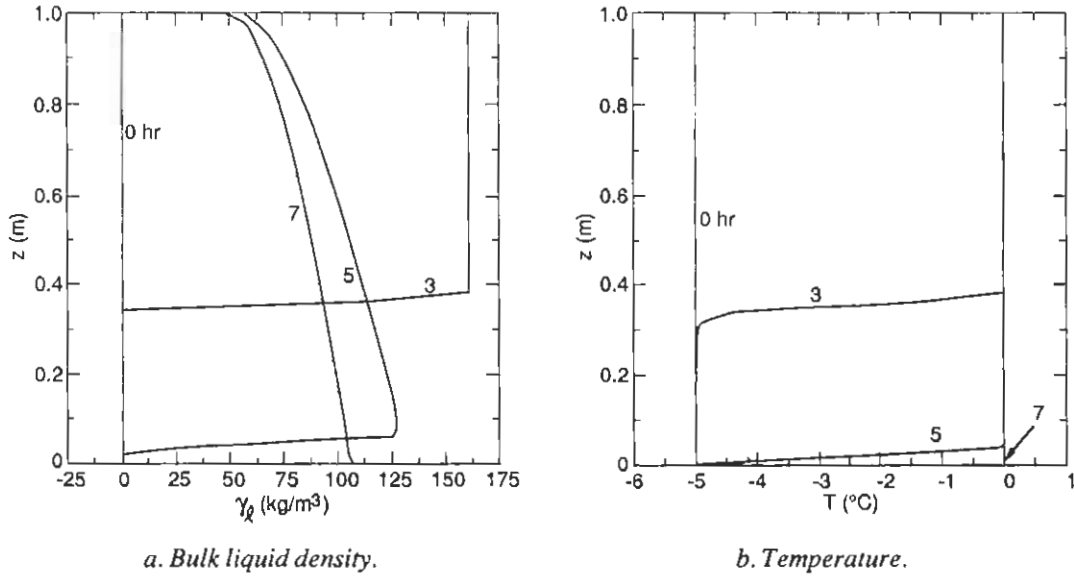 1.0
0.8
0.6
0.4
0.2
0
z (m)
0 hr
7
5
3
-25 0 25 50 75 100 125 150 175
γℓ (kg/m³)
a. Bulk liquid density.
1.0
0.8
0.6
0.4
0.2
0
z (m)
0 hr
3
5
7
-6 -5 -4 -3 -2 -1 0 1
T (°C)
b. Temperature.